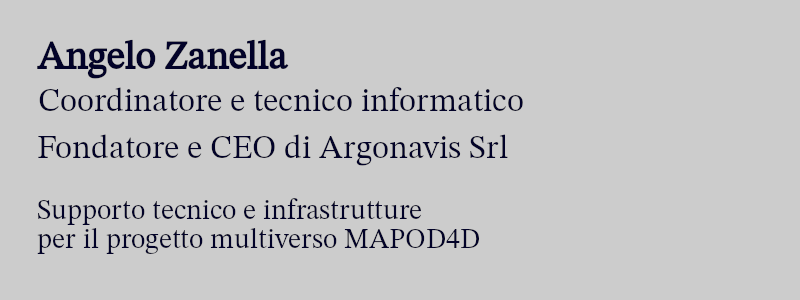 Angelo Zanella
Coordinatore e tecnico informatico
Fondatore e CEO di Argonavis Srl
Supporto tecnico e infrastrutture
per il progetto multiverso MAPOD4D